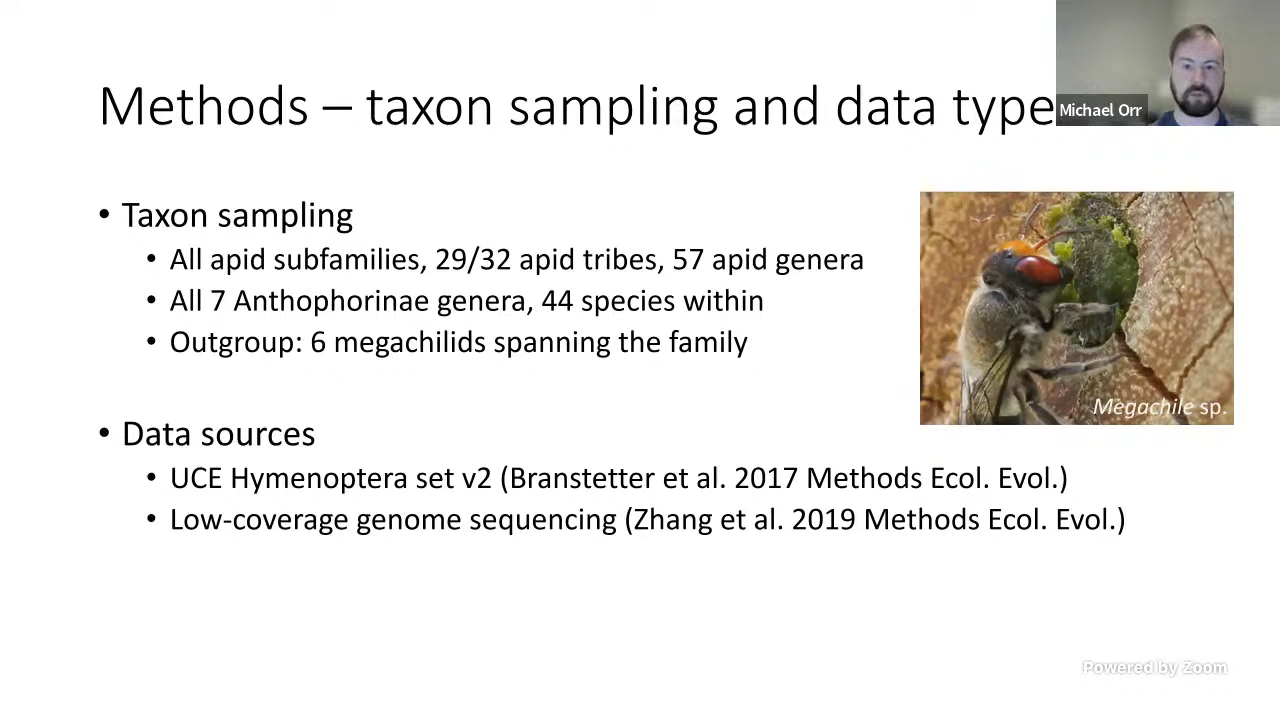 Methods – taxon sampling and data type
Michael Orr
• Taxon sampling
• All apid subfamilies, 29/32 apid tribes, 57 apid genera
• All 7 Anthophorinae genera, 44 species within
• Outgroup: 6 megachilids spanning the family
Megachile sp.
• Data sources
• UCE Hymenoptera set v2 (Branstetter et al. 2017 Methods Ecol. Evol.)
• Low-coverage genome sequencing (Zhang et al. 2019 Methods Ecol. Evol.)
Powered by Zoom